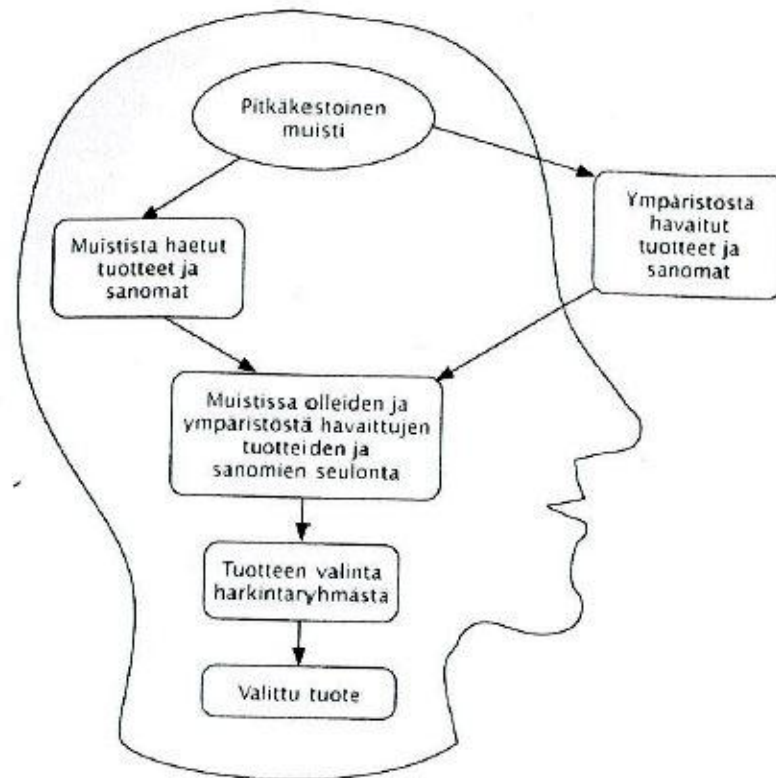 Pitkäkestoinen
muisti
Ympäristöstä
havaitut
tuotteet ja
sanomat
Muistista haetut
tuotteet ja
sanomat
Muistissa olleiden ja
ympäristöstä havaittujen
tuotteiden ja
sanomien seulonta
Tuotteen valinta
harkintaryhmästä
Valittu tuote